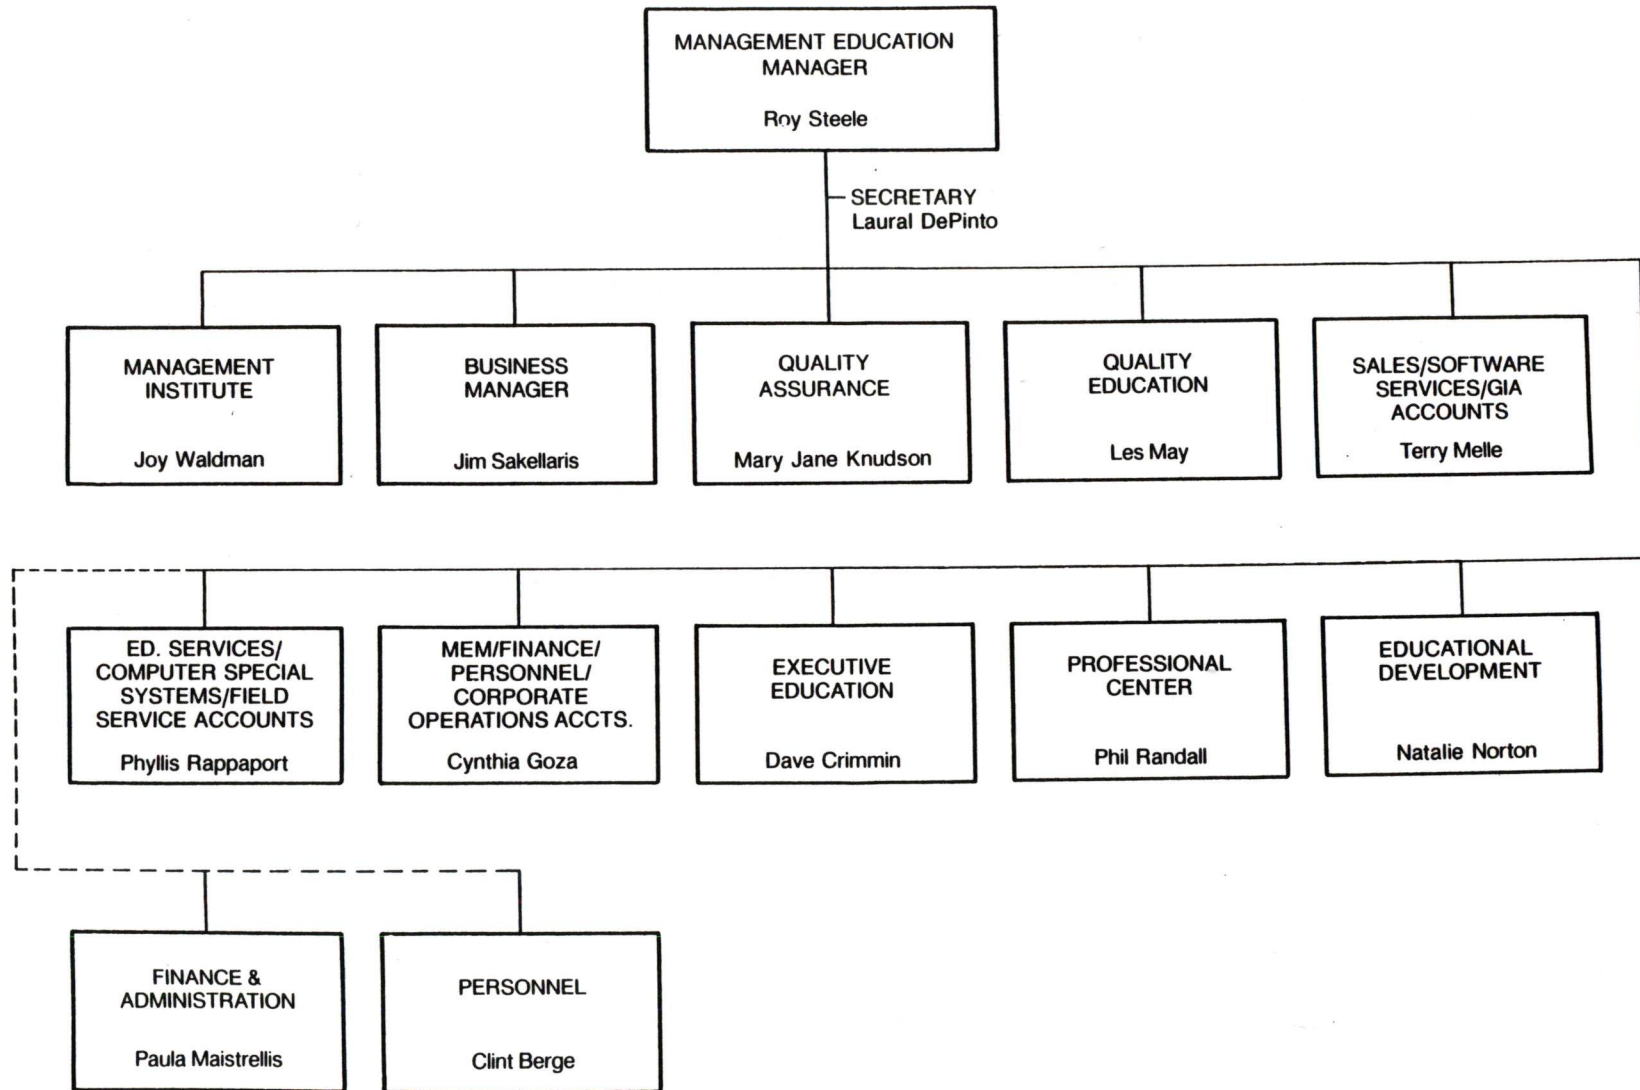 MANAGEMENT EDUCATION
MANAGER
Roy Steele
SECRETARY
Laural DePinto
MANAGEMENT
INSTITUTE
Joy Waldman
BUSINESS
MANAGER
Jim Sakellaris
QUALITY
ASSURANCE
Mary Jane Knudson
QUALITY
EDUCATION
Les May
SALES/SOFTWARE
SERVICES/GIA
ACCOUNTS
Terry Melle
ED. SERVICES/
COMPUTER SPECIAL
SYSTEMS/FIELD
SERVICE ACCOUNTS
Phyllis Rappaport
MEM/FINANCE/
PERSONNEL/
CORPORATE
OPERATIONS ACCTS.
Cynthia Goza
EXECUTIVE
EDUCATION
Dave Crimmin
PROFESSIONAL
CENTER
Phil Randall
EDUCATIONAL
DEVELOPMENT
Natalie Norton
FINANCE &
ADMINISTRATION
Paula Maistrellis
PERSONNEL
Clint Berge